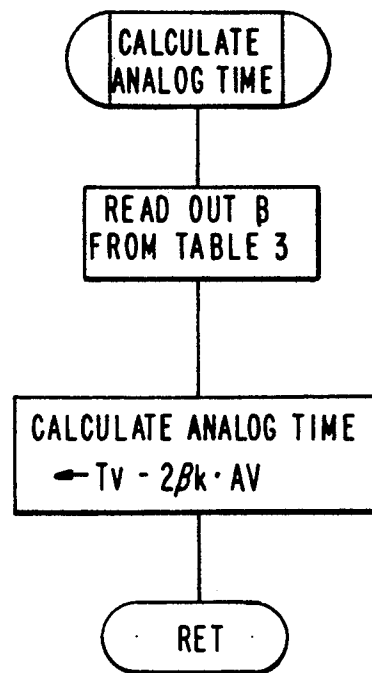 CALCULATE
ANALOG TIME
READ OUT β
FROM TABLE 3
CALCULATE ANALOG TIME
← Tv - 2βk · AV
RET